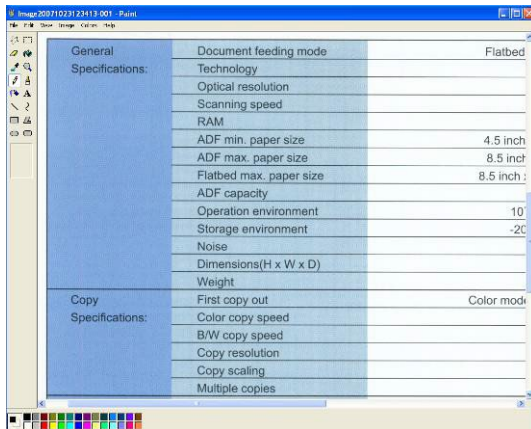 Image20071023123413-001 - Paint
File Edit View Image Colors Help
General Document feeding mode Flatbed
Specifications: Technology
Optical resolution
Scanning speed
RAM
ADF min. paper size 4.5 inch
ADF max. paper size 8.5 inch
Flatbed max. paper size 8.5 inch
ADF capacity
Operation environment 10
Storage environment -20
Noise
Dimensions(H x W x D)
Weight
Copy First copy out Color mode
Specifications: Color copy speed
B/W copy speed
Copy resolution
Copy scaling
Multiple copies